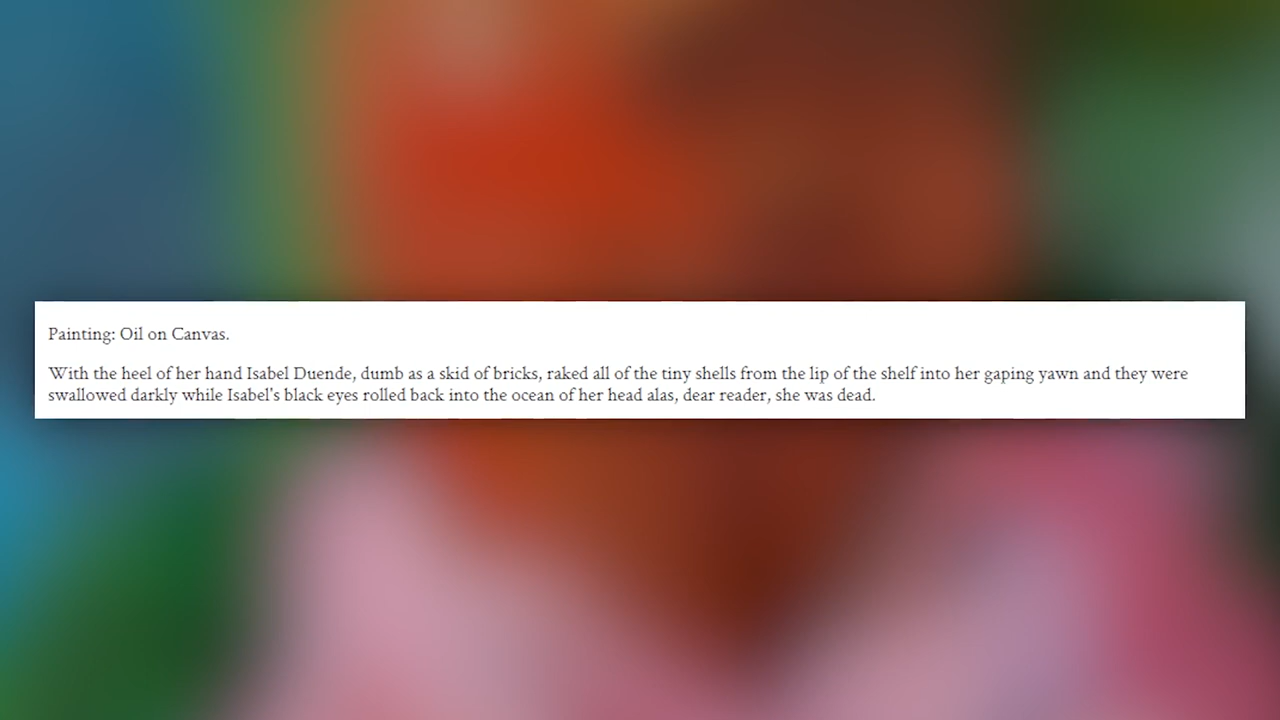 Painting: Oil on Canvas.
With the heel of her hand Isabel Duende, dumb as a skid of bricks, raked all of the tiny shells from the lip of the shelf into her gaping yawn and they were
swallowed darkly while Isabel's black eyes rolled back into the ocean of her head alas, dear reader, she was dead.